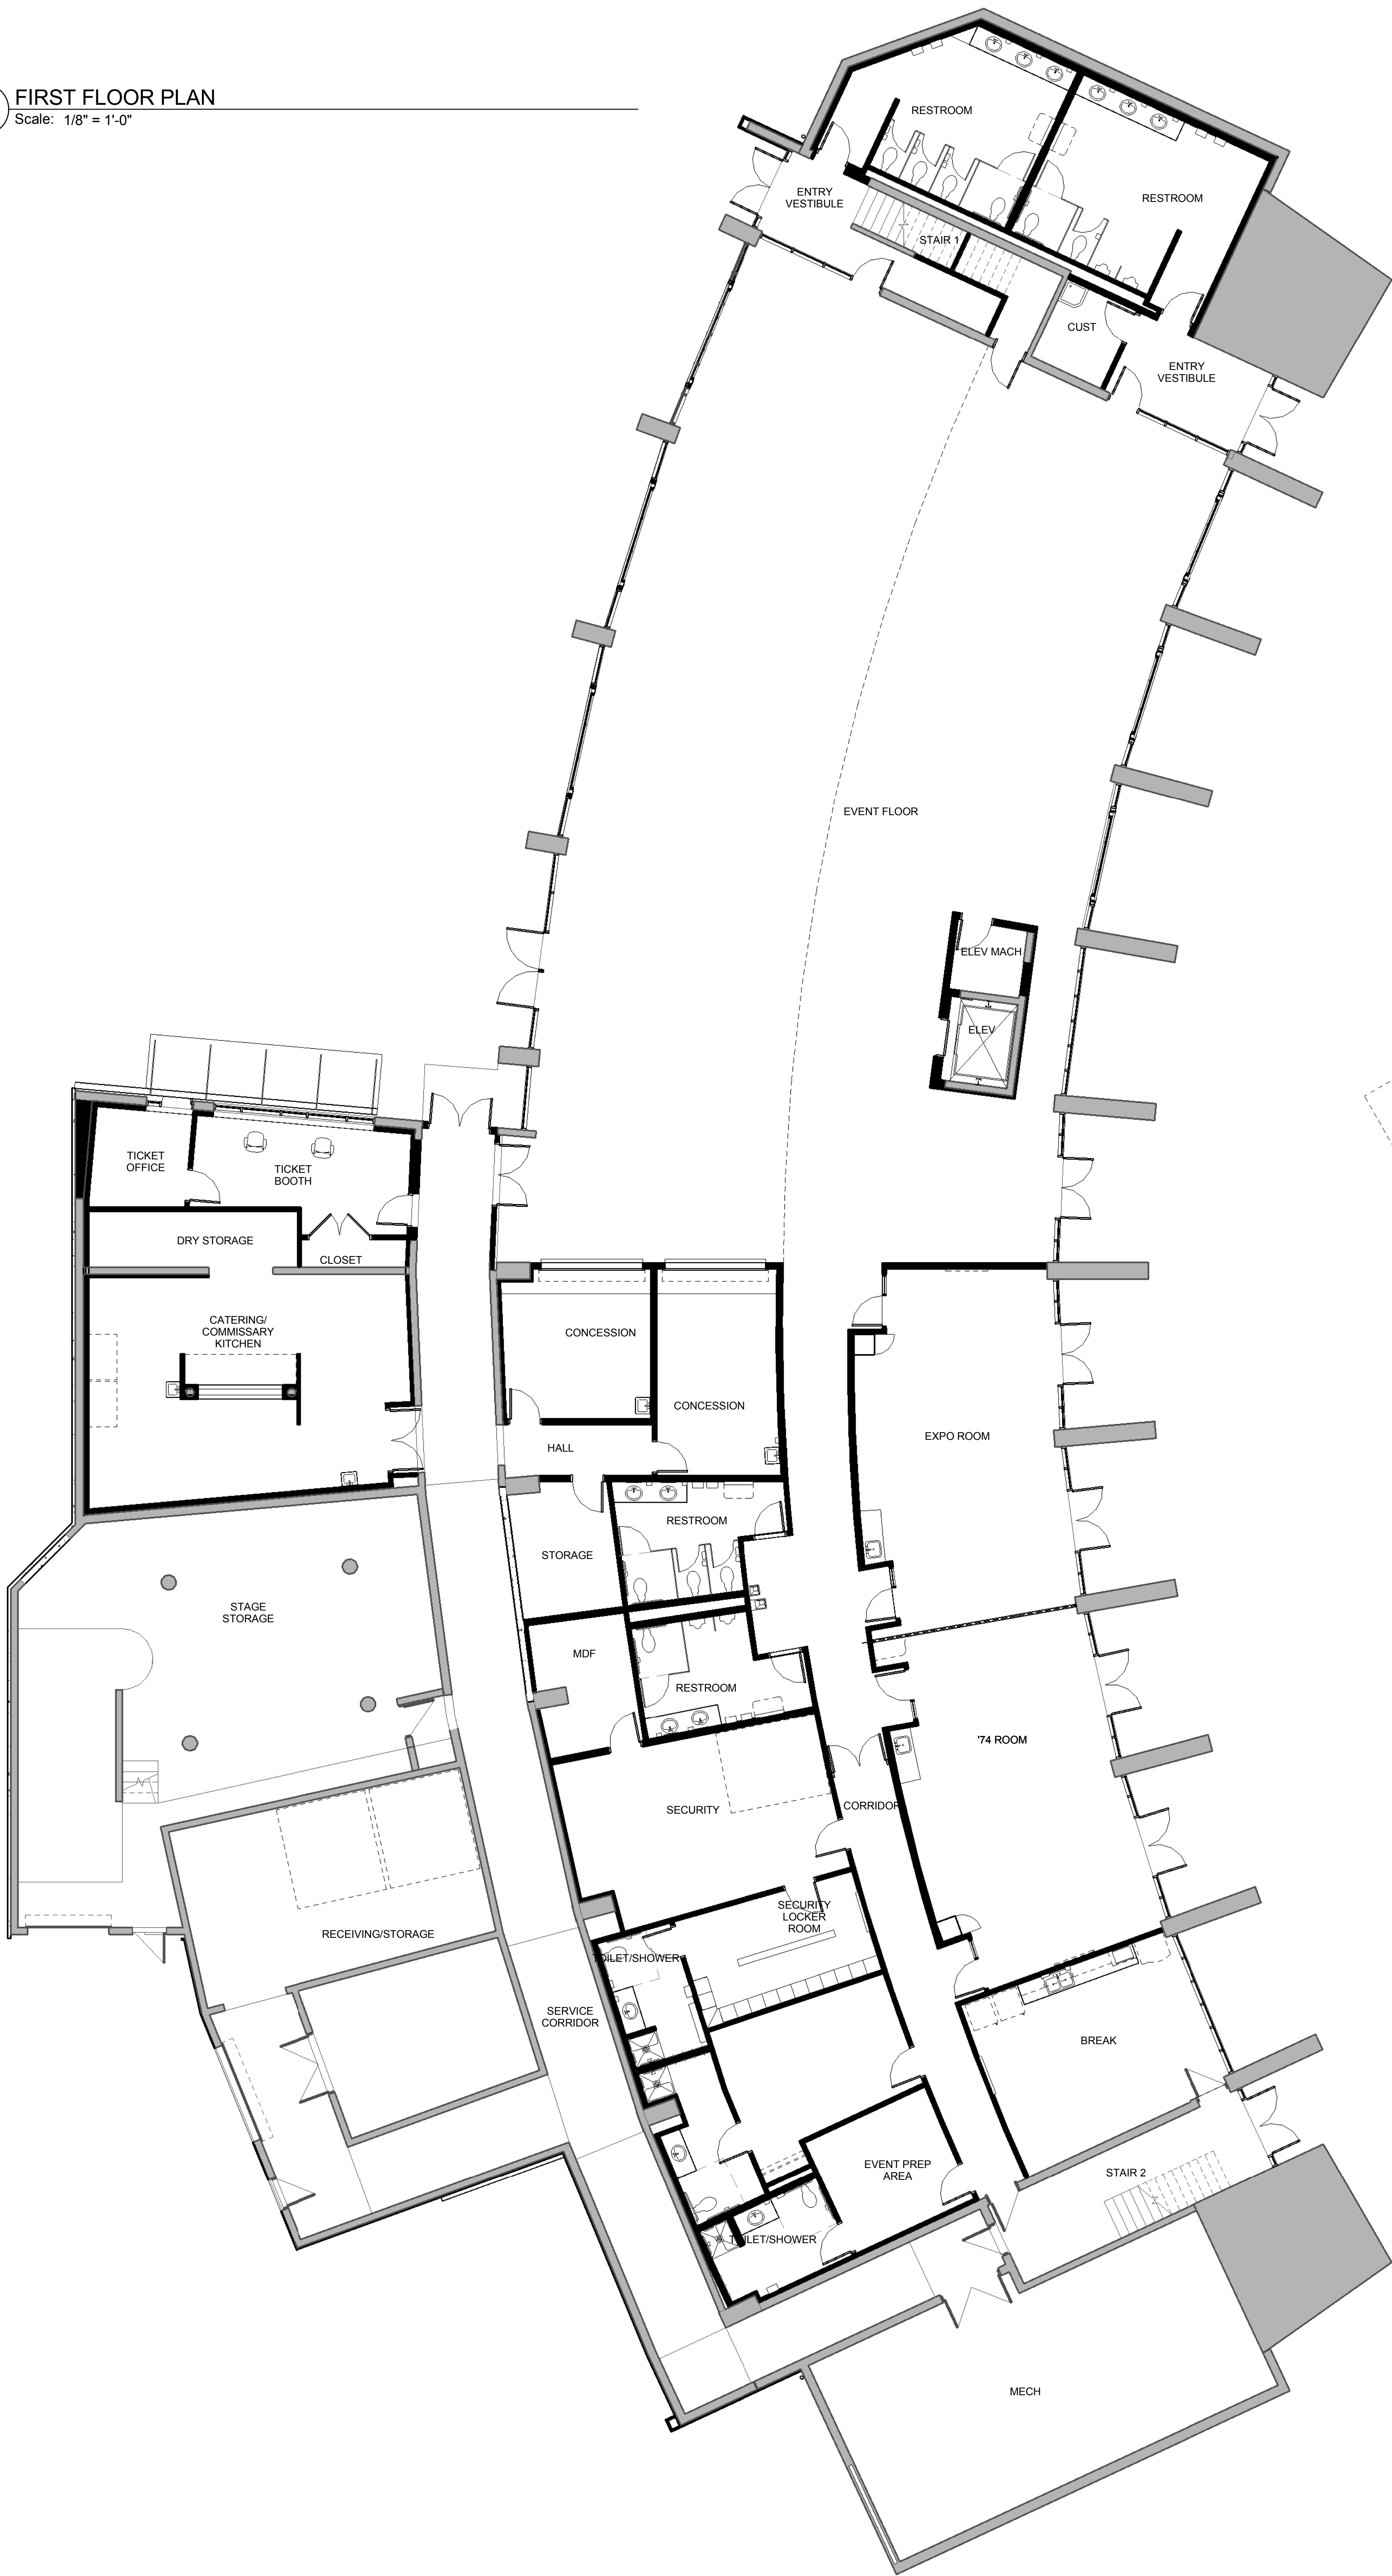 FIRST FLOOR PLAN
Scale: 1/8" = 1'-0"
RESTROOM
RESTROOM
ENTRY
VESTIBULE
STAIR 1
CUST
ENTRY
VESTIBULE
EVENT FLOOR
ELEV MACH
ELEV
TICKET
OFFICE
TICKET
BOOTH
DRY STORAGE
CLOSET
CATERING/
COMMISSARY
KITCHEN
CONCESSION
CONCESSION
HALL
EXPO ROOM
RESTROOM
STORAGE
STAGE
STORAGE
MDF
RESTROOM
'74 ROOM
SECURITY
CORRIDOR
SECURITY
LOCKER
ROOM
RECEIVING/STORAGE
TOILET/SHOWER
SERVICE
CORRIDOR
BREAK
EVENT PREP
AREA
STAIR 2
TOILET/SHOWER
MECH